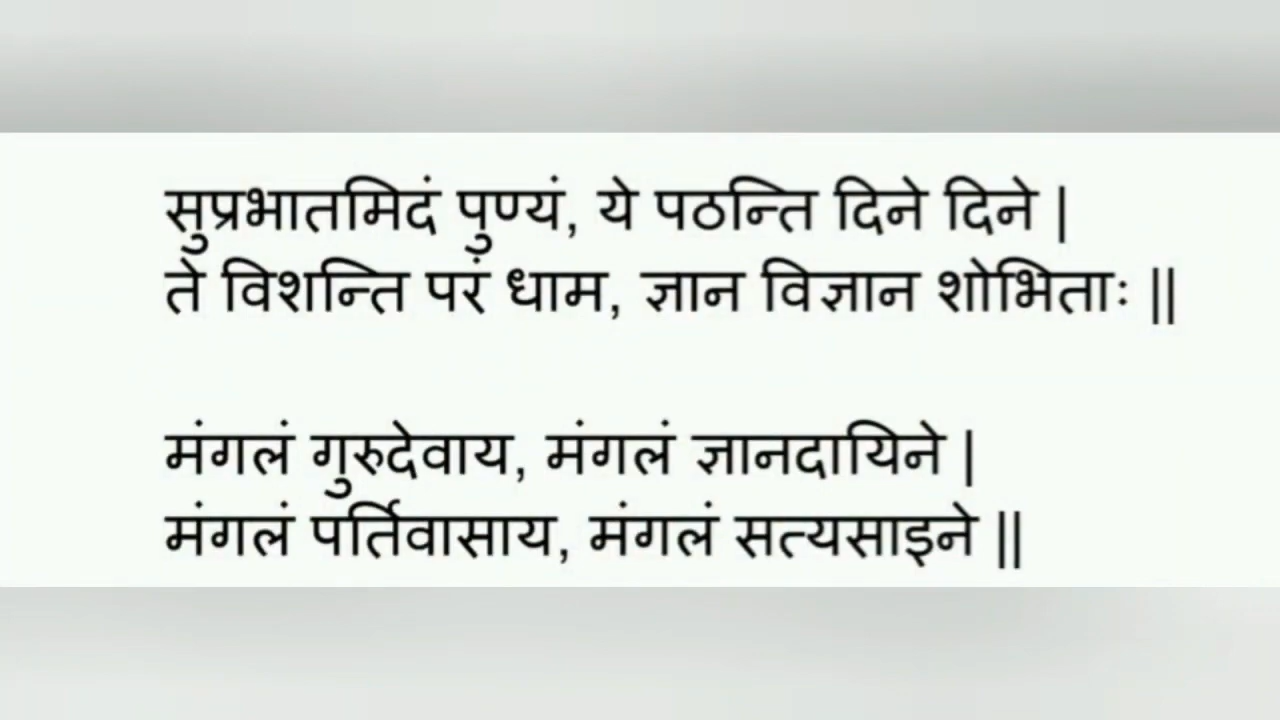 सुप्रभातमिदं पुण्यं, ये पठन्ति दिने दिने |
ते विशन्ति परं धाम, ज्ञान विज्ञान शोभिताः ||
मंगलं गुरुदेवाय, मंगलं ज्ञानदायिने |
मंगलं पर्तिवासाय, मंगलं सत्यसाइने ||